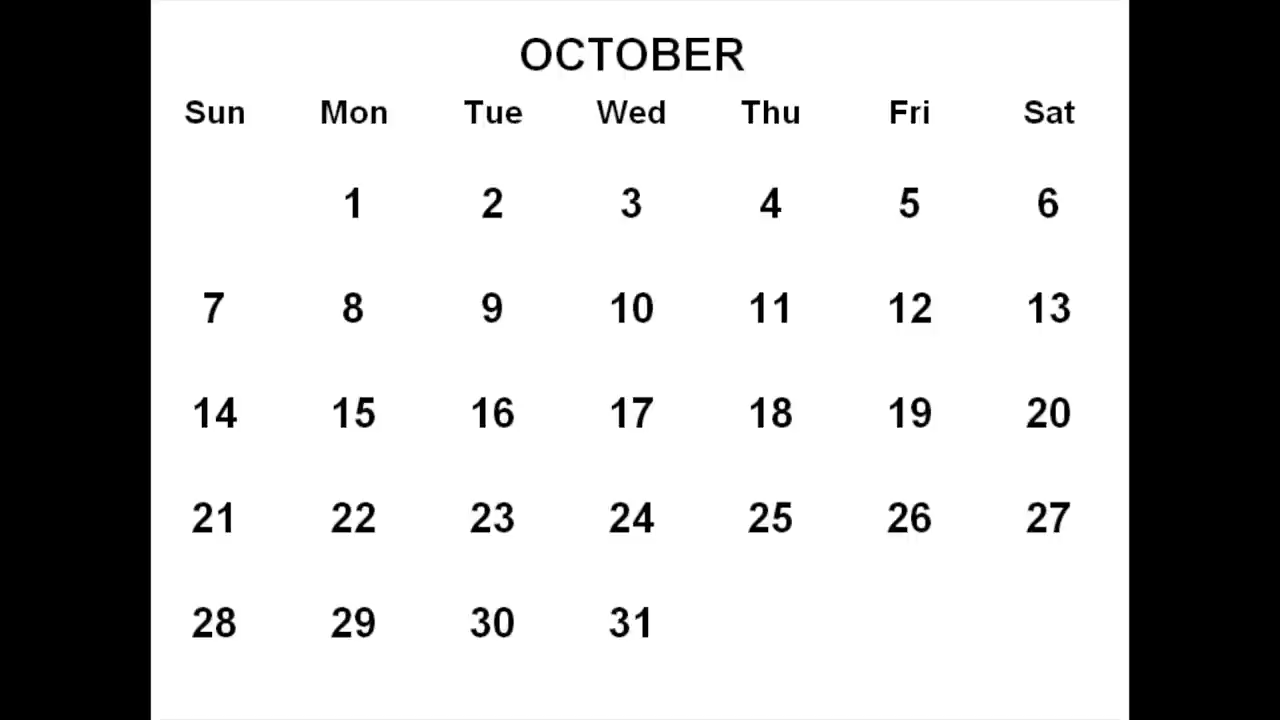 OCTOBER
Sun Mon Tue Wed Thu Fri Sat
1 2 3 4 5 6
7 8 9 10 11 12 13
14 15 16 17 18 19 20
21 22 23 24 25 26 27
28 29 30 31